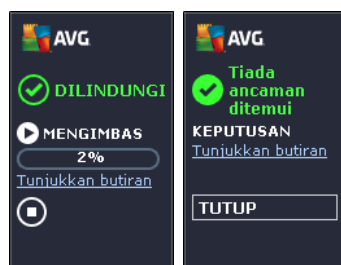 AVG
DILINDUNGI
MENGIMBAS
2%
Tunjukkan butiran
AVG
Tiada
ancaman
ditemui
KEPUTUSAN
Tunjukkan butiran
TUTUP